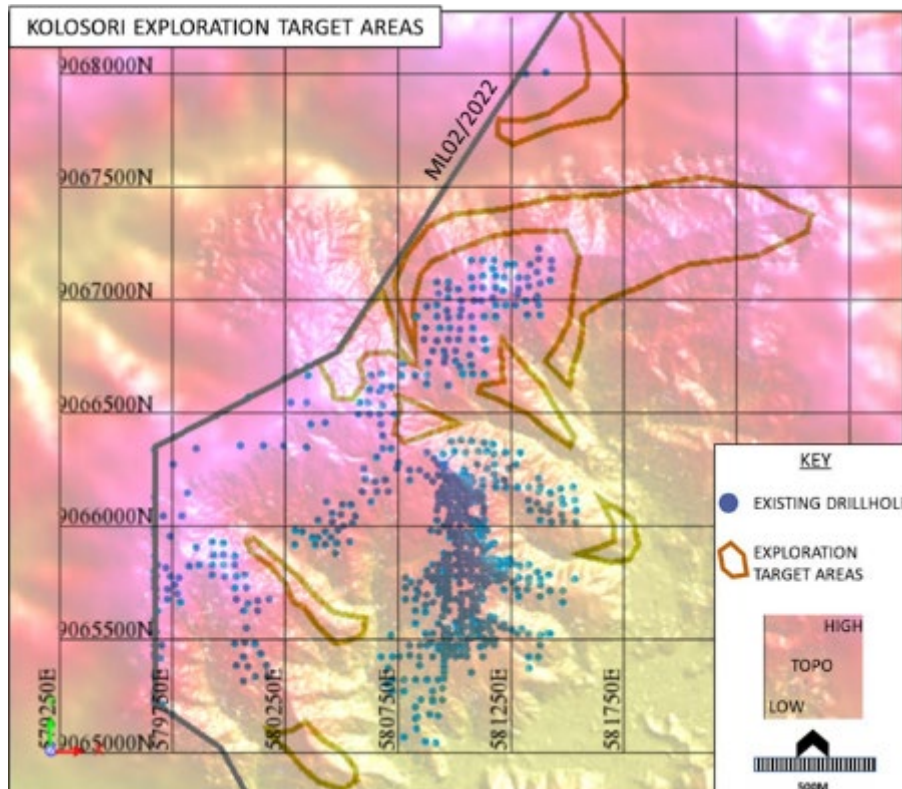 KOLOSORI EXPLORATION TARGET AREAS
9068000N
ML02/2022
9067500N
9067000N
9066500N
9066000N
9065500N
9065000N
579250E
579750E
580250E
580750E
581250E
581750E
KEY
EXISTING DRILLHOL
EXPLORATION
TARGET AREAS
HIGH
TOPO
LOW
500M